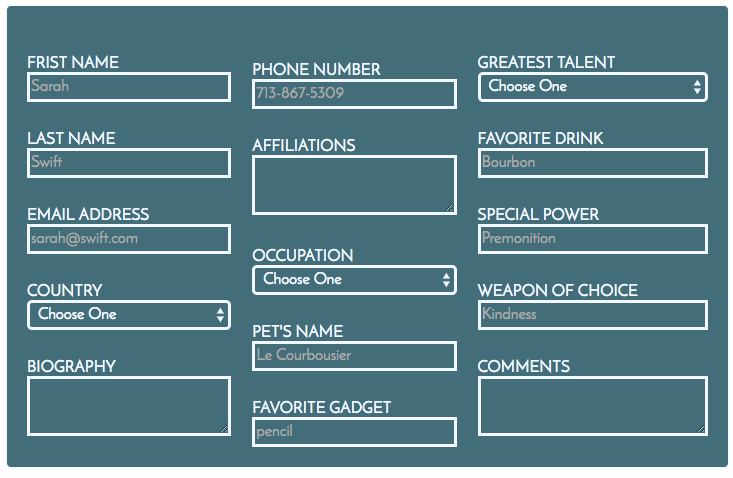 FRIST NAME
Sarah
LAST NAME
Swift
EMAIL ADDRESS
sarah@swift.com
COUNTRY
Choose One
BIOGRAPHY
PHONE NUMBER
713-867-5309
AFFILIATIONS
OCCUPATION
Choose One
PET'S NAME
Le Courbousier
FAVORITE GADGET
pencil
GREATEST TALENT
Choose One
FAVORITE DRINK
Bourbon
SPECIAL POWER
Premonition
WEAPON OF CHOICE
Kindness
COMMENTS